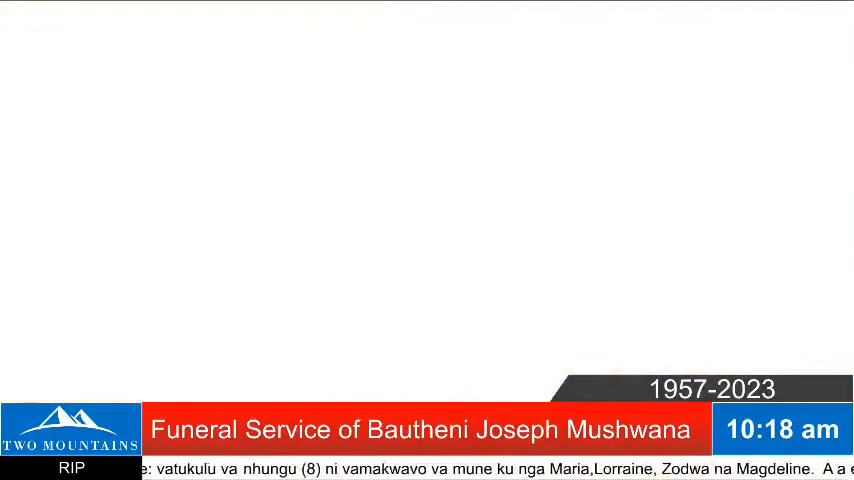 1957-2023
TWO MOUNTAINS
Funeral Service of Bautheni Joseph Mushwana
10:18 am
RIP
e: vatukulu va nhungu (8) ni vamakwavo va mune ku nga Maria,Lorraine, Zodwa na Magdeline. A a e